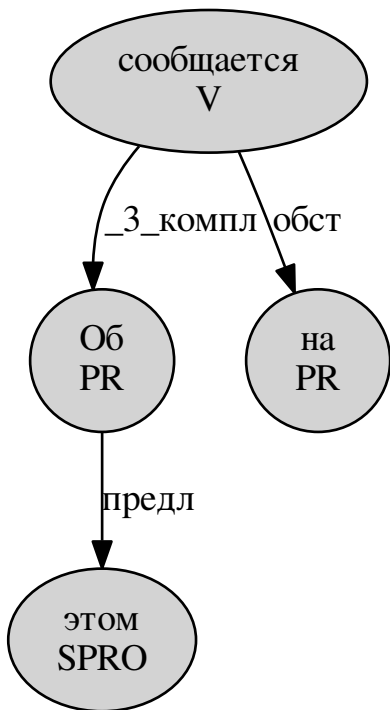 сообщается
V
_3_компл обст
Об
PR
на
PR
предл
этом
SPRO